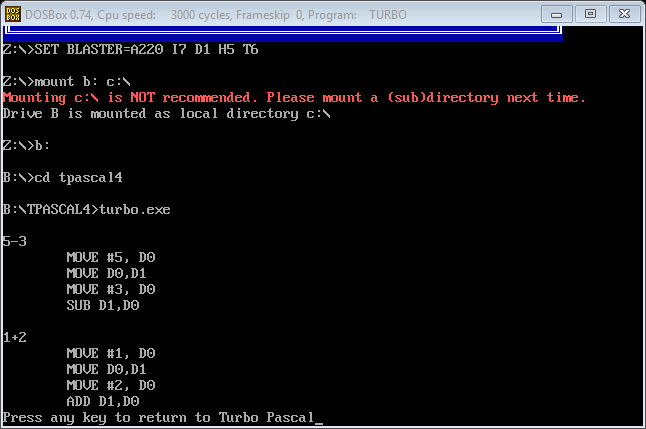 DOSBox 0.74, Cpu speed: 3000 cycles, Frameskip 0, Program: TURBO
Z:\>SET BLASTER=A220 I7 D1 H5 T6
Z:\>mount b: c:\
Mounting c:\ is NOT recommended. Please mount a (sub)directory next time.
Drive B is mounted as local directory c:\
Z:\>b:
B:\>cd tpascal4
B:\TPASCAL4>turbo.exe
5-3
MOVE #5, D0
MOVE D0,D1
MOVE #3, D0
SUB D1,D0
1+2
MOVE #1, D0
MOVE D0,D1
MOVE #2, D0
ADD D1,D0
Press any key to return to Turbo Pascal_